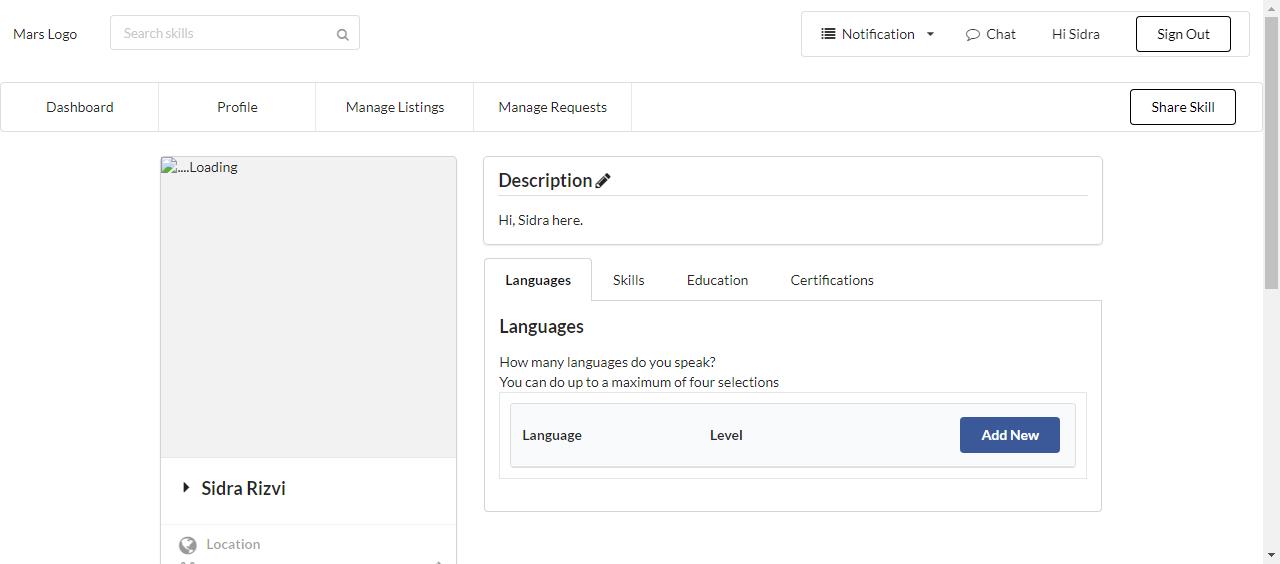 Mars Logo
Search skills
Notification
Chat
Hi Sidra
Sign Out
Dashboard
Profile
Manage Listings
Manage Requests
Share Skill
....Loading
Sidra Rizvi
Location
Description
Hi, Sidra here.
Languages
Skills
Education
Certifications
Languages
How many languages do you speak?
You can do up to a maximum of four selections
Language
Level
Add New